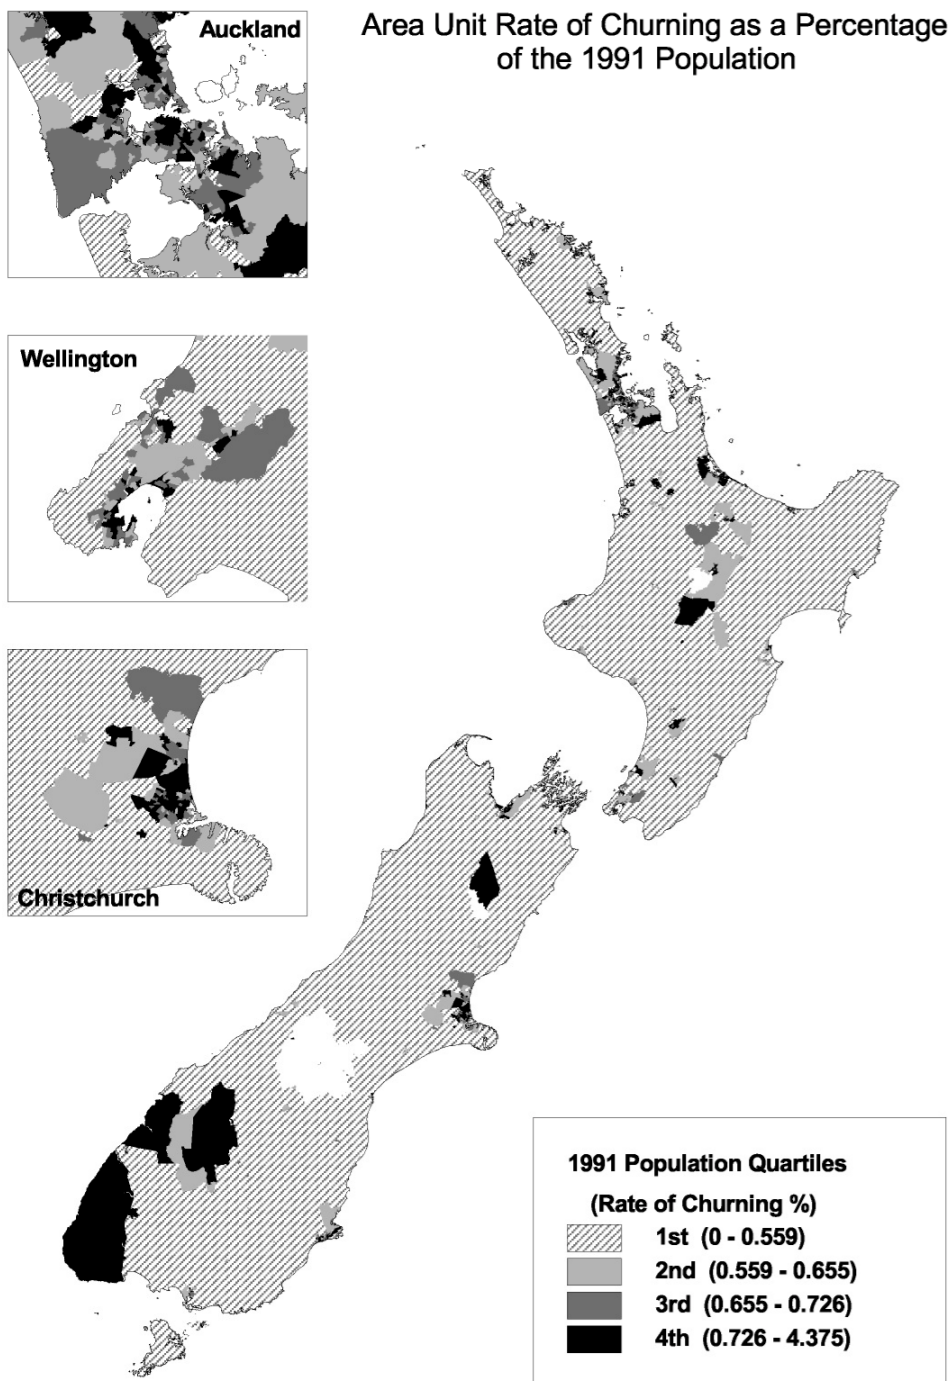 Area Unit Rate of Churning as a Percentage
of the 1991 Population
Auckland
Wellington
Christchurch
1991 Population Quartiles
(Rate of Churning %)
1st (0 - 0.559)
2nd (0.559 - 0.655)
3rd (0.655 - 0.726)
4th (0.726 - 4.375)